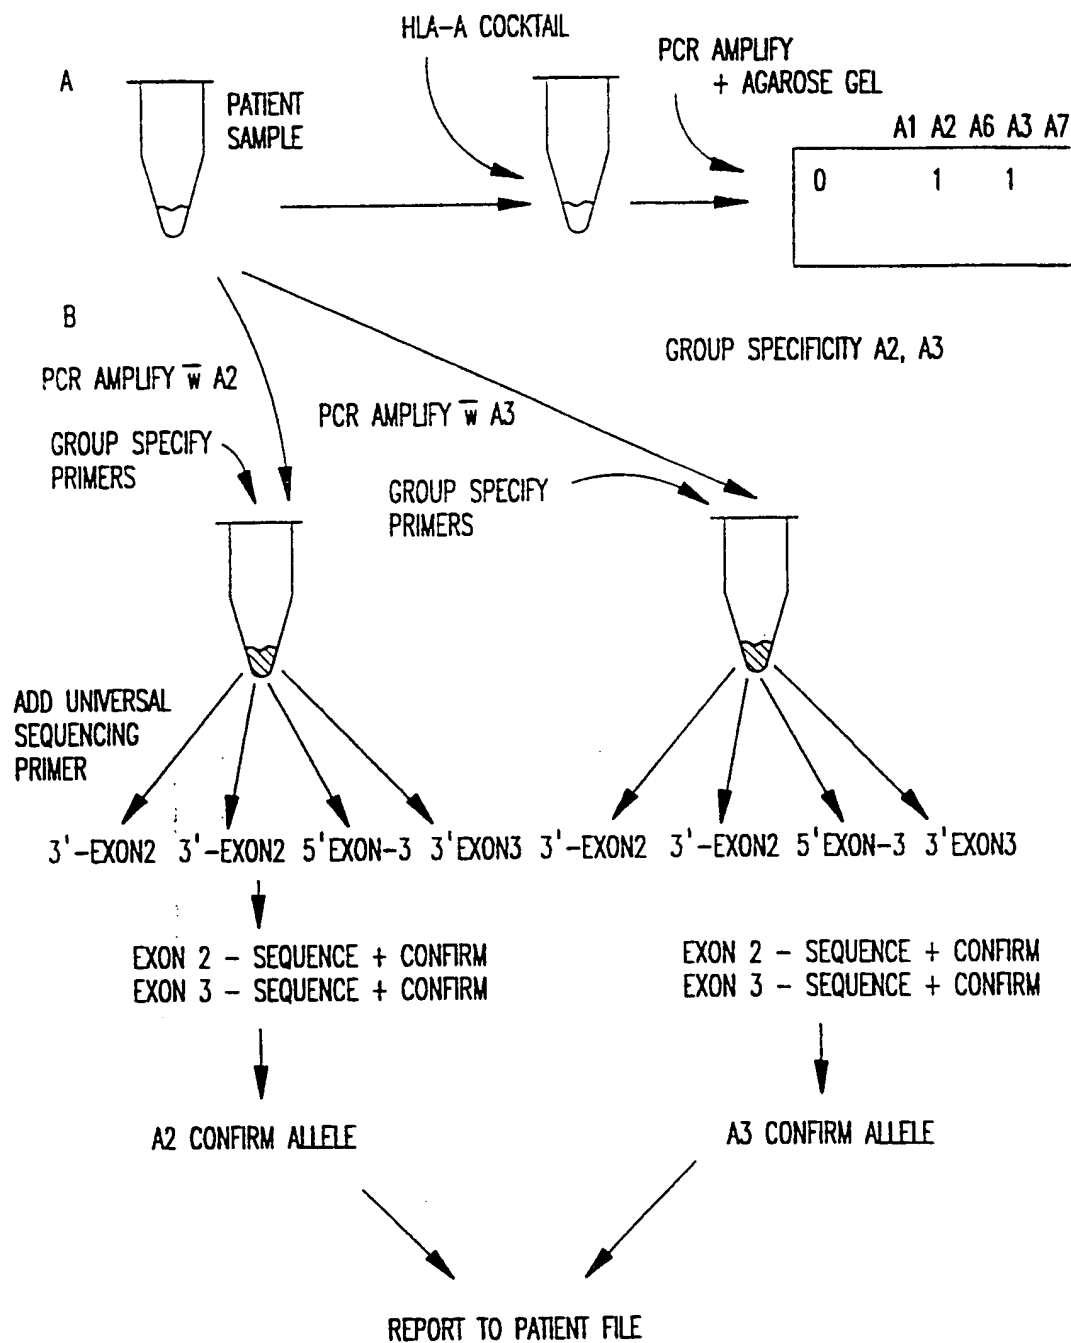 HLA-A COCKTAIL
A
PATIENT
SAMPLE
PCR AMPLIFY
+ AGAROSE GEL
A1 A2 A6 A3 A7
0 1 1
B
GROUP SPECIFICITY A2, A3
PCR AMPLIFY w̅ A2
GROUP SPECIFY
PRIMERS
PCR AMPLIFY w̅ A3
GROUP SPECIFY
PRIMERS
ADD UNIVERSAL
SEQUENCING
PRIMER
3'-EXON2 3'-EXON2 5'EXON-3 3'EXON3 3'-EXON2 3'-EXON2 5'EXON-3 3'EXON3
EXON 2 - SEQUENCE + CONFIRM
EXON 3 - SEQUENCE + CONFIRM
EXON 2 - SEQUENCE + CONFIRM
EXON 3 - SEQUENCE + CONFIRM
A2 CONFIRM ALLELE
A3 CONFIRM ALLELE
REPORT TO PATIENT FILE